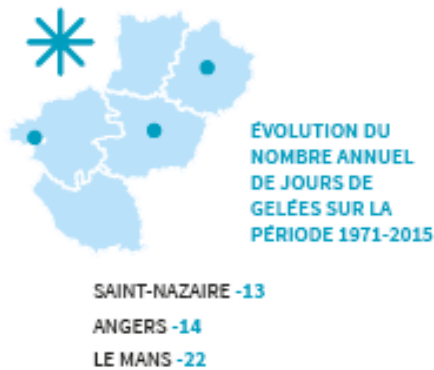 ÉVOLUTION DU
NOMBRE ANNUEL
DE JOURS DE
GELÉES SUR LA
PÉRIODE 1971-2015
SAINT-NAZAIRE -13
ANGERS -14
LE MANS -22